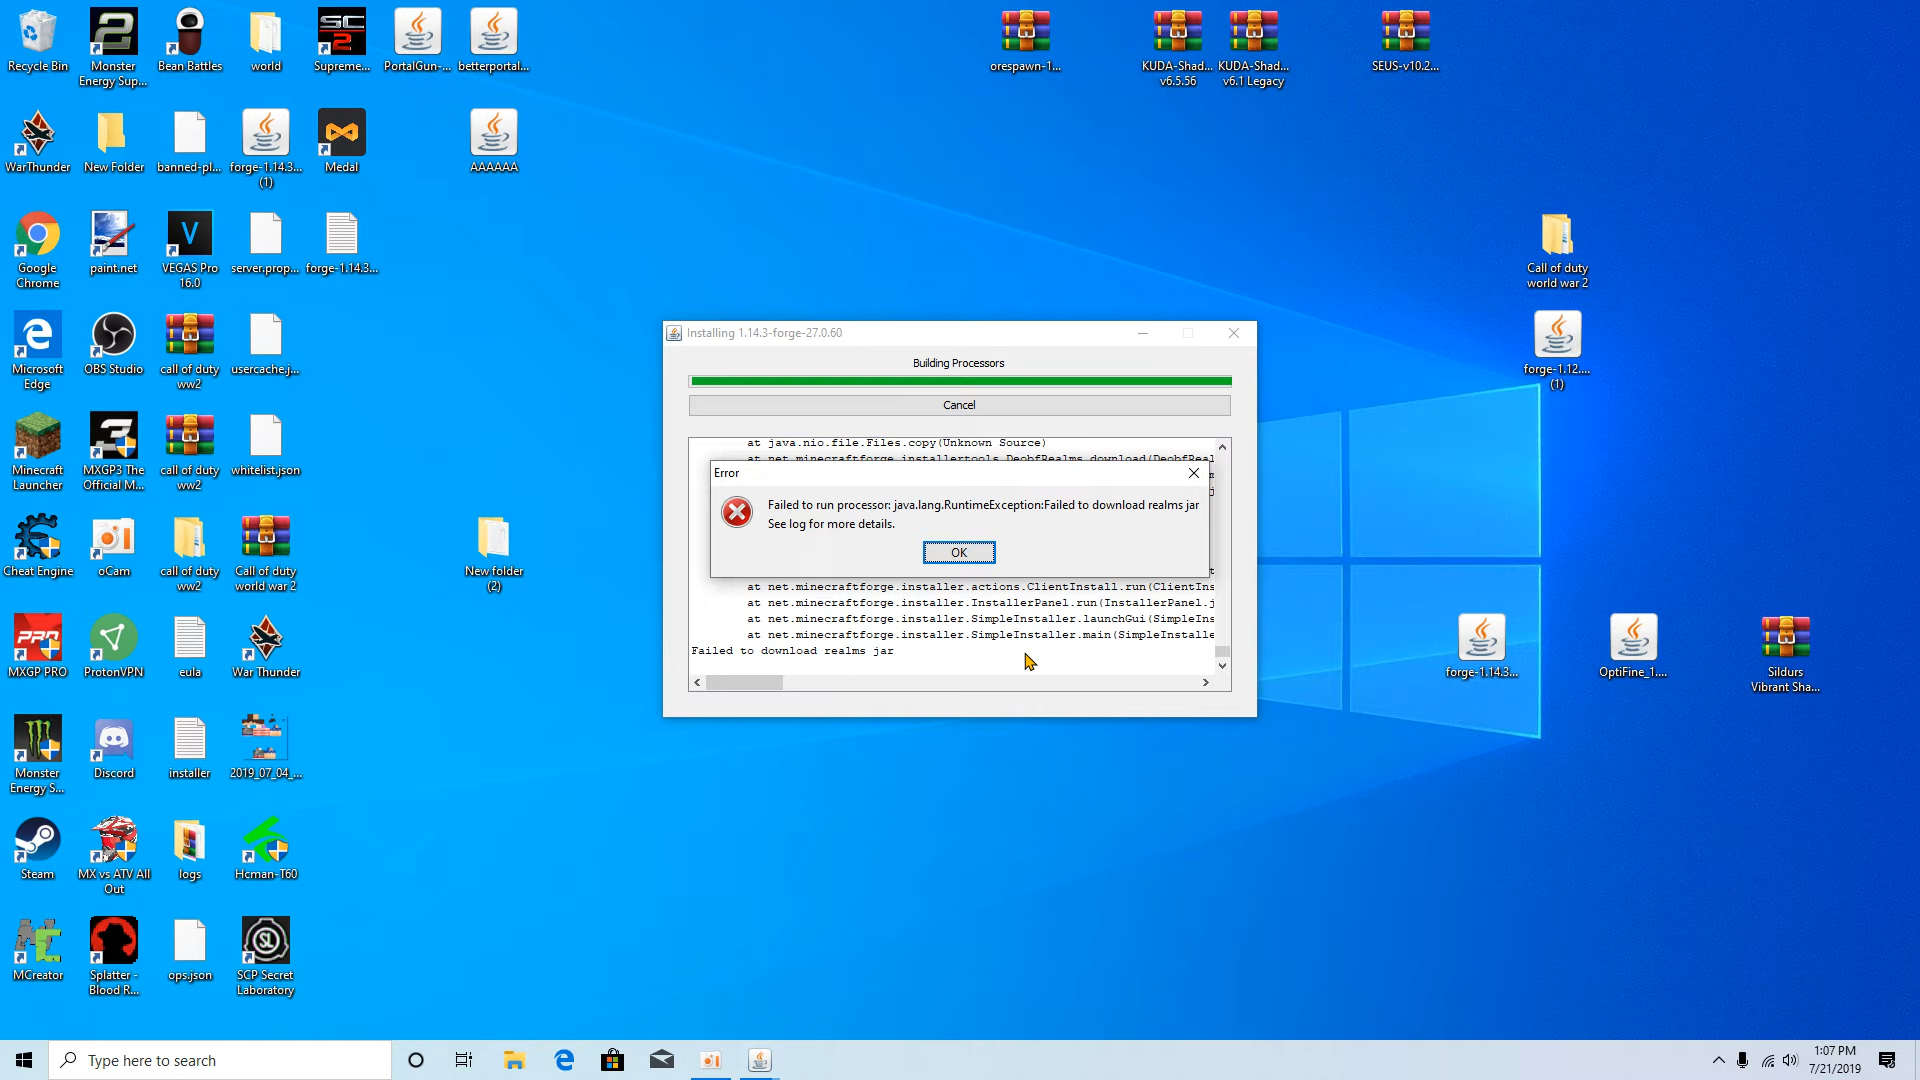 Recycle Bin
Monster
Energy Sup...
Bean Battles
world
SC
2
Supreme...
PortalGun-...
betterportal...
orespawn-1...
KUDA-Shad...
v6.5.56
KUDA-Shad...
v6.1 Legacy
SEUS-v10.2...
WarThunder
New Folder
banned-pl...
forge-1.14.3...
(1)
Medal
AAAAAA
Google
Chrome
paint.net
VEGAS Pro
16.0
server.prop...
forge-1.14.3...
Call of duty
world war 2
Microsoft
Edge
OBS Studio
call of duty
ww2
usercache.j...
forge-1.12....
(1)
Minecraft
Launcher
MXGP3 The
Official M...
call of duty
ww2
whitelist.json
Cheat Engine
oCam
call of duty
ww2
Call of duty
world war 2
New folder
(2)
MXGP PRO
ProtonVPN
eula
War Thunder
forge-1.14.3...
OptiFine_1....
Sildurs
Vibrant Sha...
Monster
Energy S...
Discord
installer
2019_07_04_...
Steam
MX vs ATV All
Out
logs
Hcman-T60
MCreator
Splatter -
Blood R...
ops.json
SCP Secret
Laboratory
Installing 1.14.3-forge-27.0.60
Building Processors
Cancel
at java.nio.file.Files.copy(Unknown Source)
at net.minecraftforge.installertools.DeobfRealms.download(DeobfReal
Error
Failed to run processor: java.lang.RuntimeException:Failed to download realms jar
See log for more details.
OK
at net.minecraftforge.installer.actions.ClientInstall.run(ClientIns
at net.minecraftforge.installer.InstallerPanel.run(InstallerPanel.j
at net.minecraftforge.installer.SimpleInstaller.launchGui(SimpleIns
at net.minecraftforge.installer.SimpleInstaller.main(SimpleInstalle
Failed to download realms jar
Type here to search
1:07 PM
7/21/2019